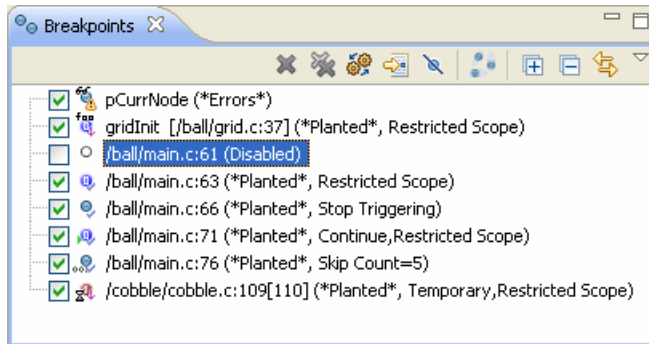 Breakpoints
pCurrNode (*Errors*)
gridInit [/ball/grid.c:37] (*Planted*, Restricted Scope)
/ball/main.c:61 (Disabled)
/ball/main.c:63 (*Planted*, Restricted Scope)
/ball/main.c:66 (*Planted*, Stop Triggering)
/ball/main.c:71 (*Planted*, Continue,Restricted Scope)
/ball/main.c:76 (*Planted*, Skip Count=5)
/cobble/cobble.c:109[110] (*Planted*, Temporary,Restricted Scope)